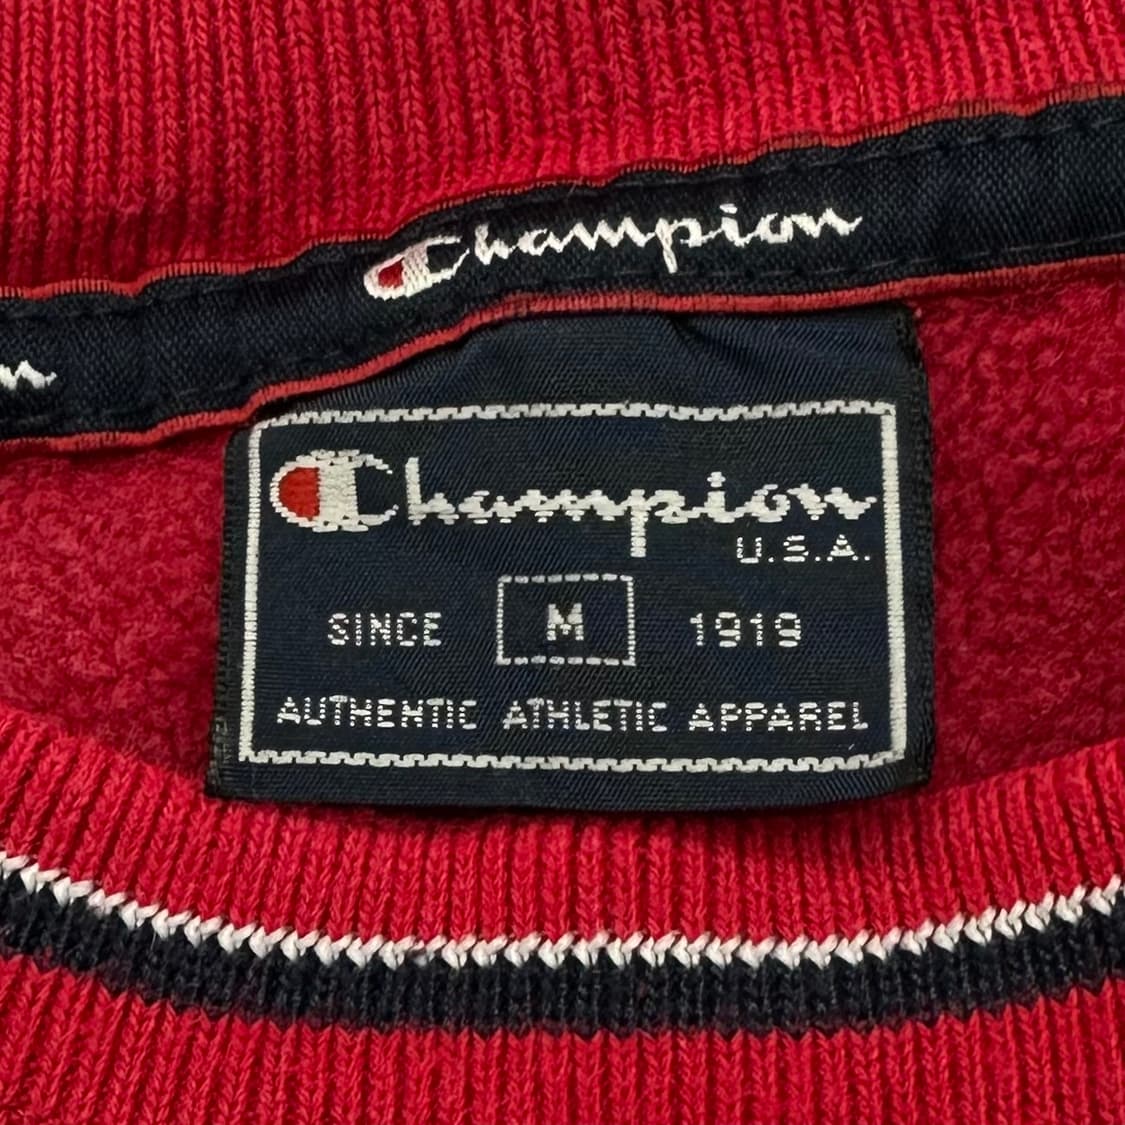 Champion
n
Champion
U.S.A.
SINCE M 1919
AUTHENTIC ATHLETIC APPAREL